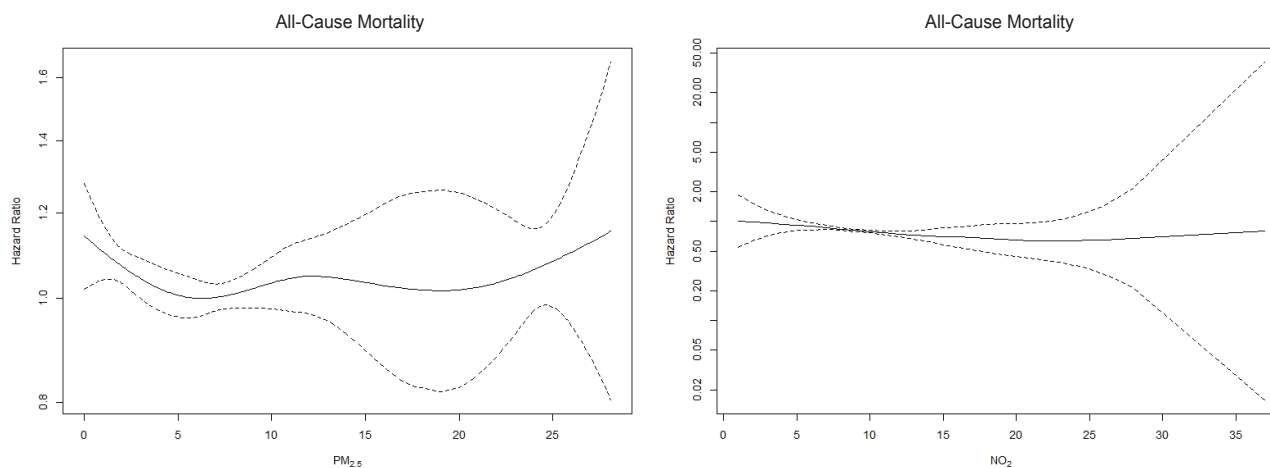 All-Cause Mortality
Hazard Ratio
1.6
1.4
1.2
1.0
0.8
0 5 10 15 20 25
PM2.5
All-Cause Mortality
Hazard Ratio
50.00
20.00
5.00
2.00
0.50
0.20
0.05
0.02
0 5 10 15 20 25 30 35
NO2